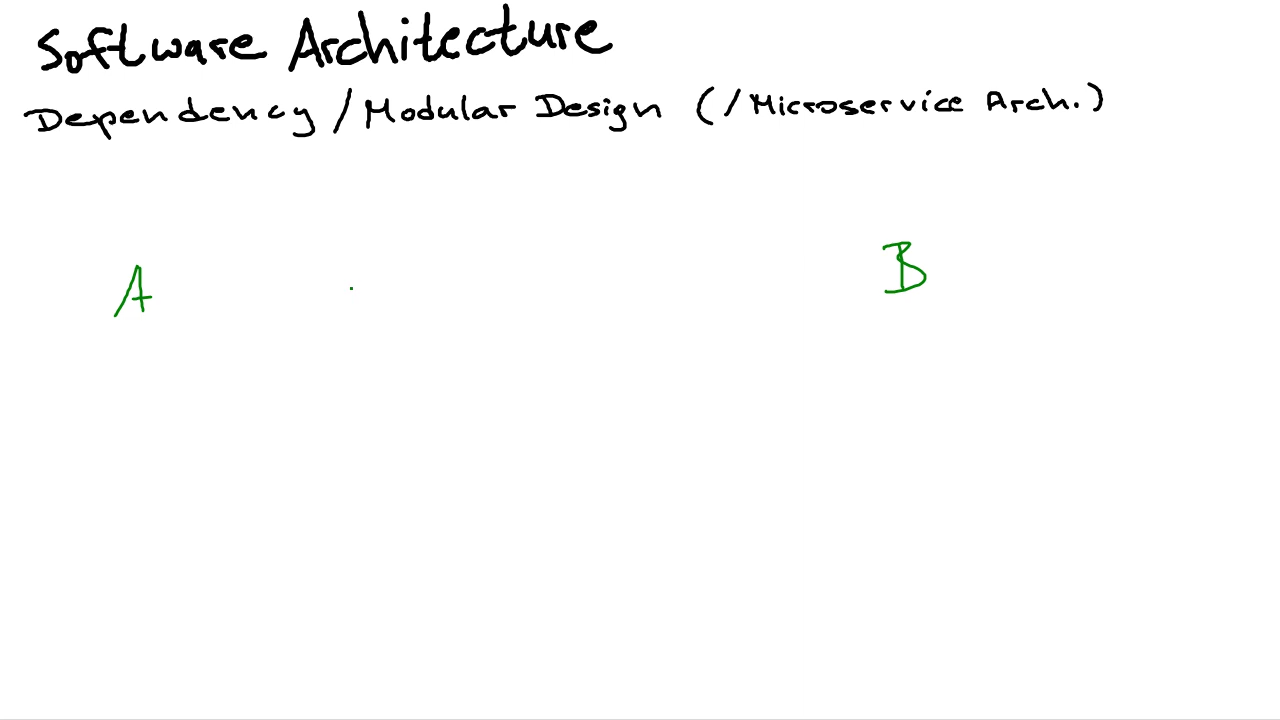 Software Architecture
Dependency / Modular Design (/Microservice Arch.)
A B